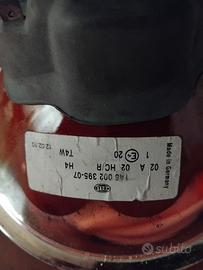 HELLA
1A6 002 395-07
02 A 02 HC/R H4
1 E 20 T4W
Made in Germany
12.02.10
subito